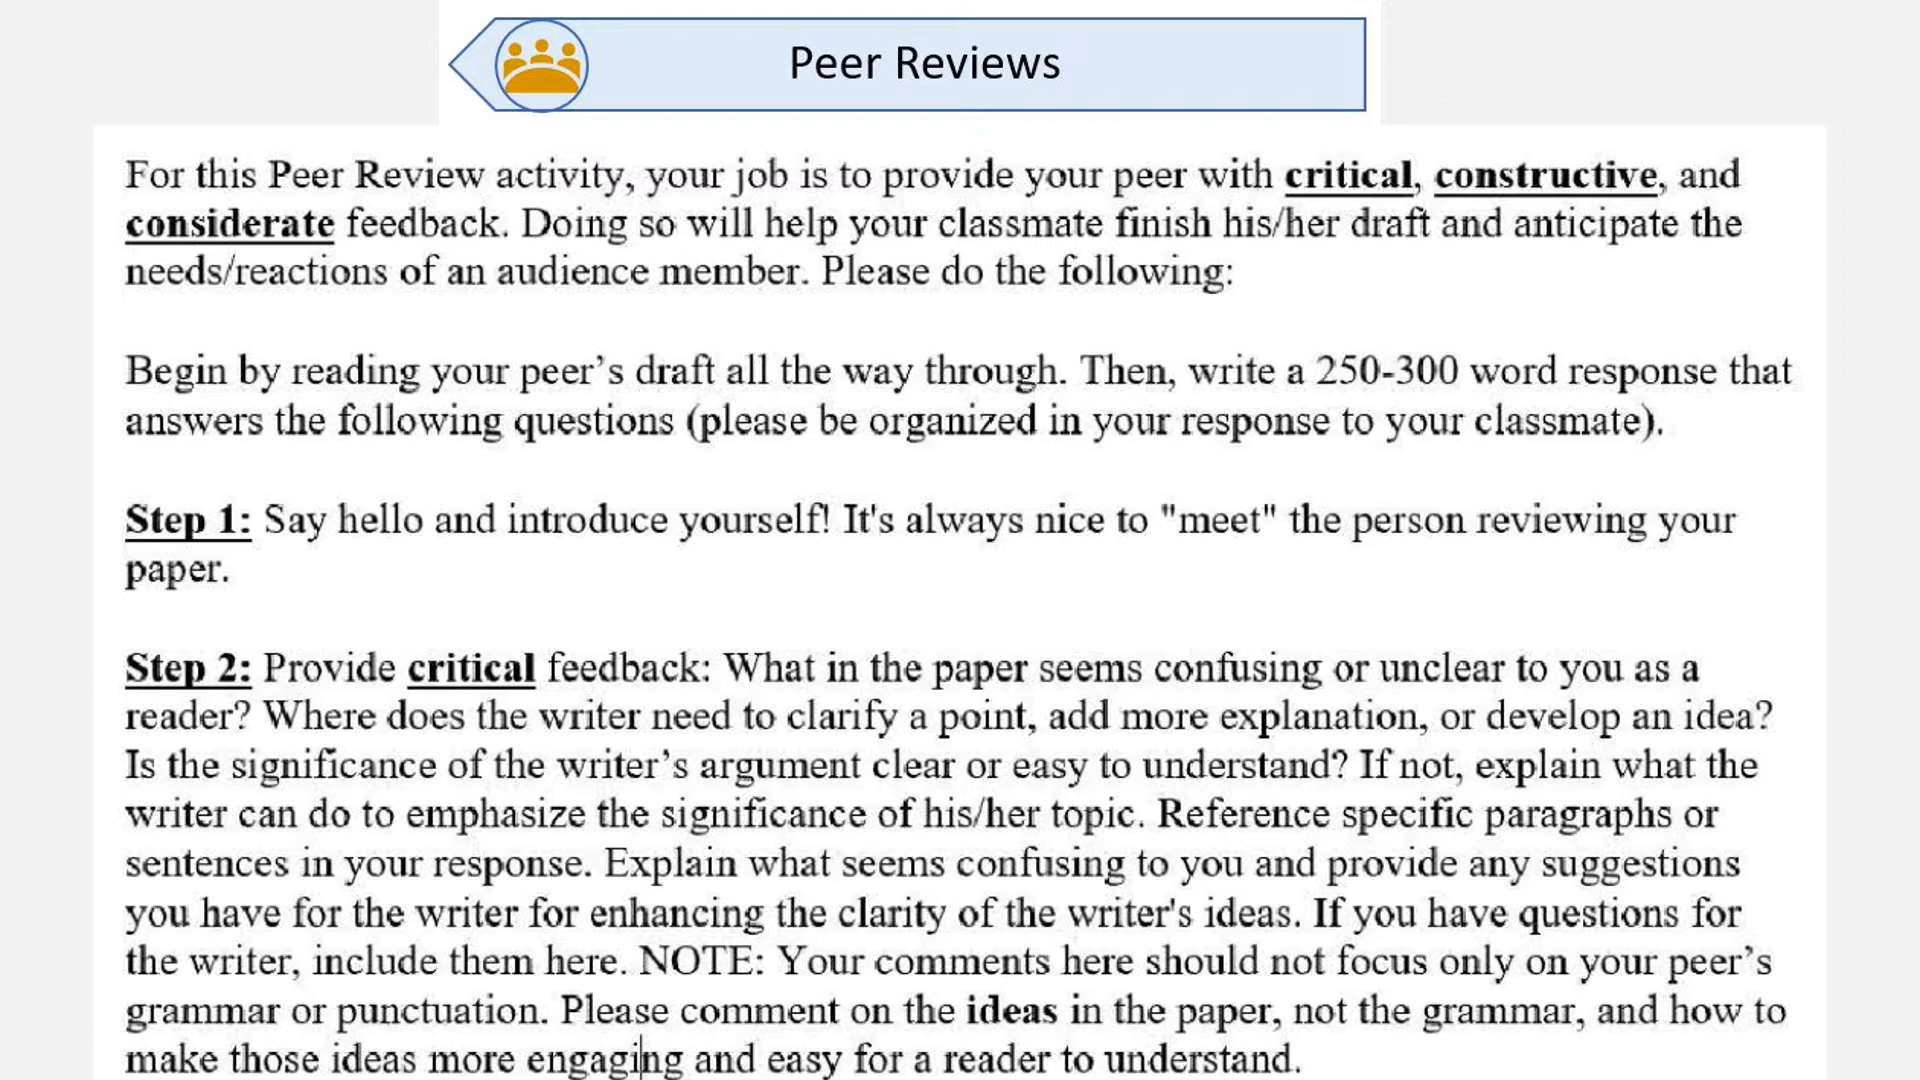 Peer Reviews
For this Peer Review activity, your job is to provide your peer with critical, constructive, and
considerate feedback. Doing so will help your classmate finish his/her draft and anticipate the
needs/reactions of an audience member. Please do the following:
Begin by reading your peer’s draft all the way through. Then, write a 250-300 word response that
answers the following questions (please be organized in your response to your classmate).
Step 1: Say hello and introduce yourself! It's always nice to "meet" the person reviewing your
paper.
Step 2: Provide critical feedback: What in the paper seems confusing or unclear to you as a
reader? Where does the writer need to clarify a point, add more explanation, or develop an idea?
Is the significance of the writer’s argument clear or easy to understand? If not, explain what the
writer can do to emphasize the significance of his/her topic. Reference specific paragraphs or
sentences in your response. Explain what seems confusing to you and provide any suggestions
you have for the writer for enhancing the clarity of the writer's ideas. If you have questions for
the writer, include them here. NOTE: Your comments here should not focus only on your peer’s
grammar or punctuation. Please comment on the ideas in the paper, not the grammar, and how to
make those ideas more engaging and easy for a reader to understand.